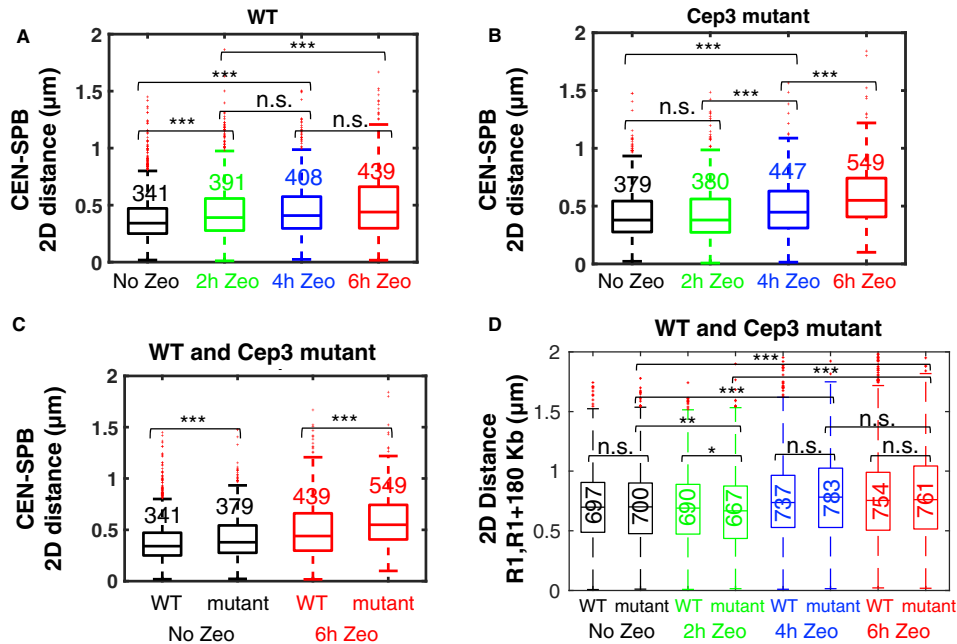 A
WT
CEN-SPB
2D distance (µm)
2
1.5
1
0.5
0
***
***
n.s.
***
n.s.
341
391
408
439
No Zeo
2h Zeo
4h Zeo
6h Zeo
B
Cep3 mutant
CEN-SPB
2D distance (µm)
2
1.5
1
0.5
0
***
***
***
n.s.
379
380
447
549
No Zeo
2h Zeo
4h Zeo
6h Zeo
C
WT and Cep3 mutant
CEN-SPB
2D distance (µm)
2
1.5
1
0.5
0
***
***
341
379
439
549
WT
mutant
WT
mutant
No Zeo
6h Zeo
D
WT and Cep3 mutant
2D Distance
R1,R1+180 Kb (µm)
2
1.5
1
0.5
0
***
***
***
**
n.s.
n.s.
*
n.s.
n.s.
697
700
690
667
737
783
754
761
WT
mutant
WT
mutant
WT
mutant
WT
mutant
No Zeo
2h Zeo
4h Zeo
6h Zeo